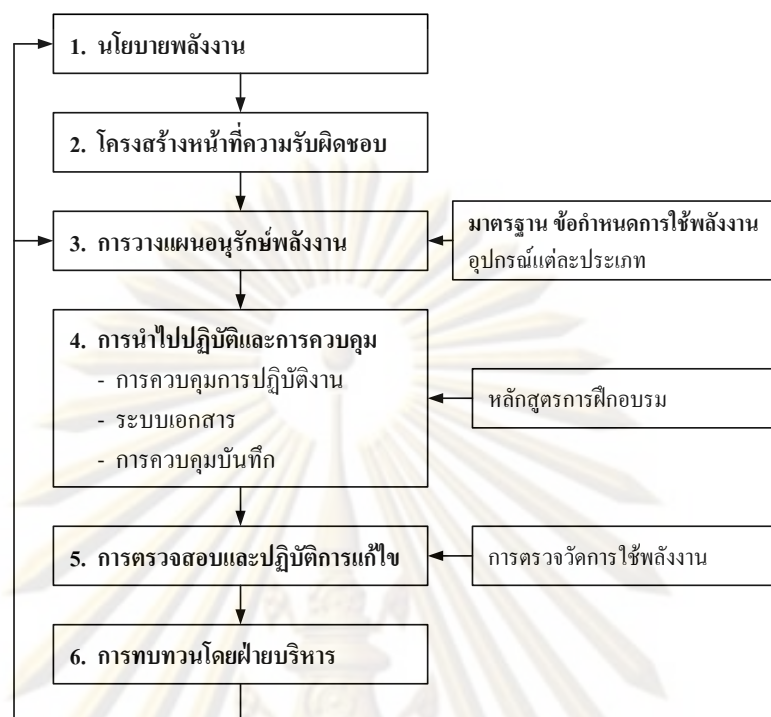 1. นโยบายพลังงาน
2. โครงสร้างหน้าที่ความรับผิดชอบ
3. การวางแผนอนุรักษ์พลังงาน
มาตรฐาน ข้อกำหนดการใช้พลังงาน
อุปกรณ์แต่ละประเภท
4. การนำไปปฏิบัติและการควบคุม
- การควบคุมการปฏิบัติงาน
- ระบบเอกสาร
- การควบคุมบันทึก
หลักสูตรการฝึกอบรม
5. การตรวจสอบและปฏิบัติการแก้ไข
การตรวจวัดการใช้พลังงาน
6. การทบทวนโดยฝ่ายบริหาร